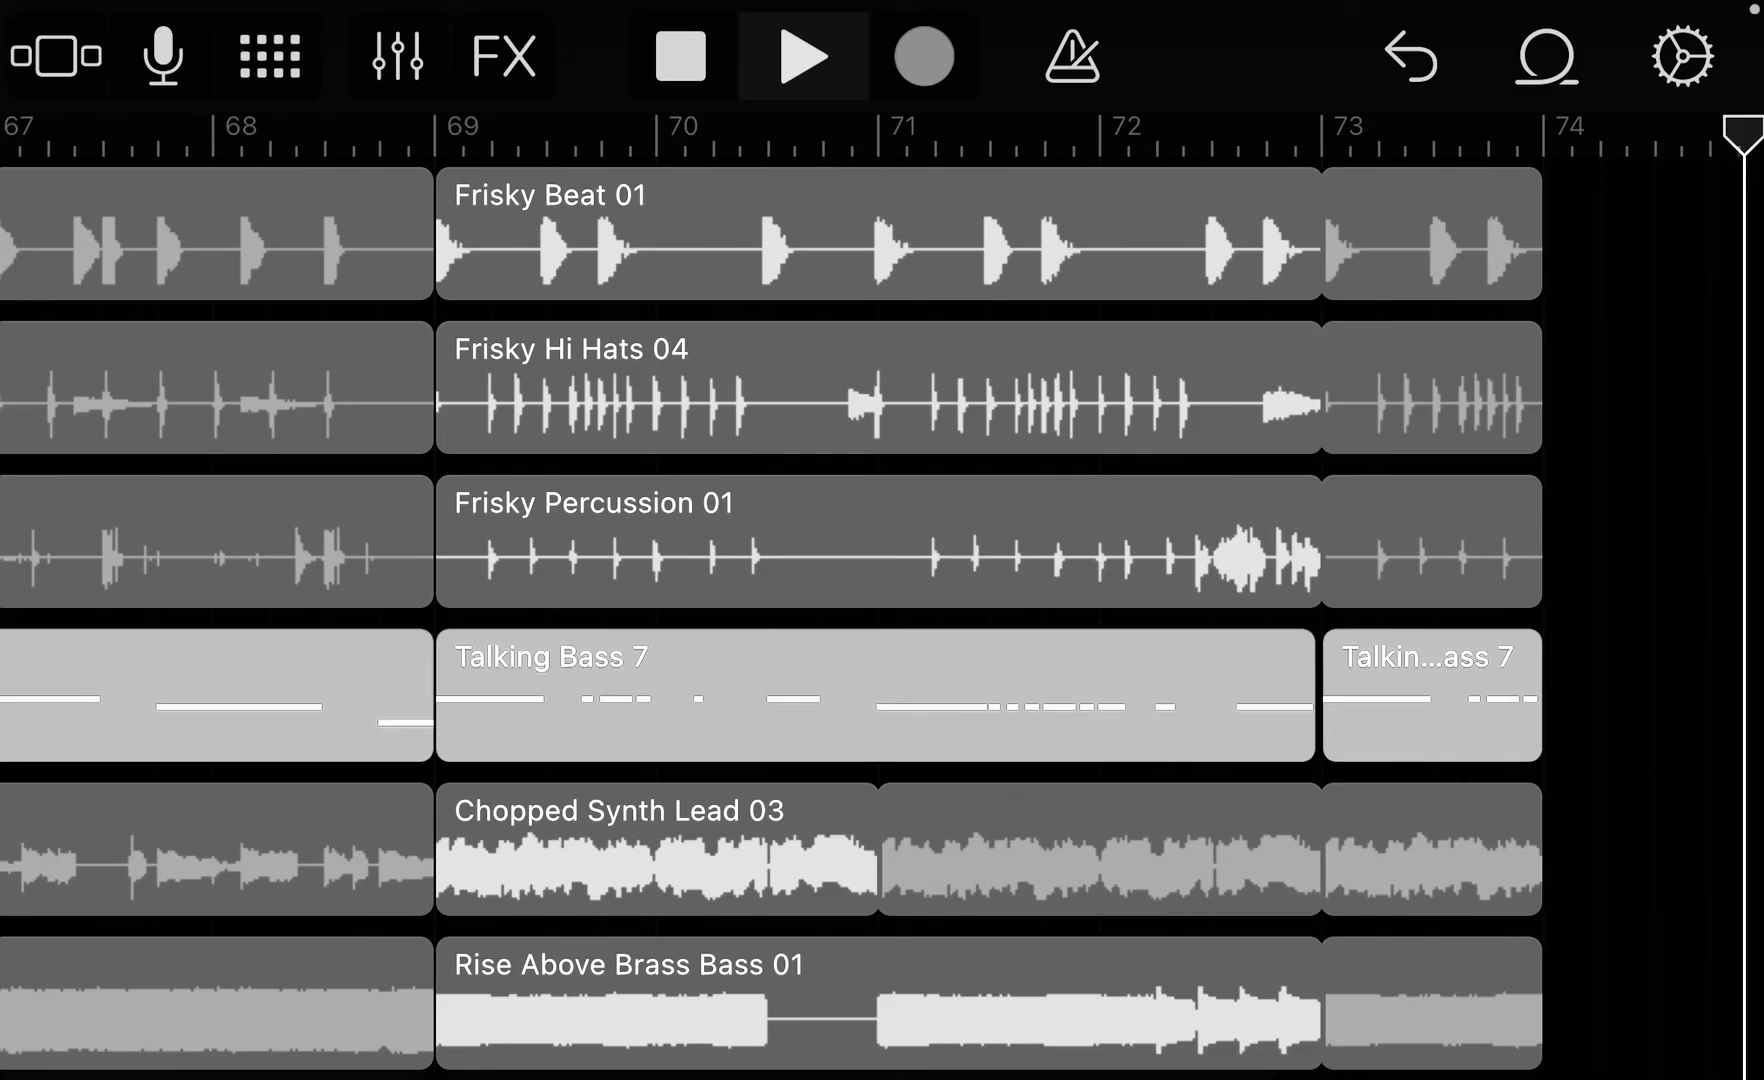 FX
67 68 69 70 71 72 73 74
Frisky Beat 01
Frisky Hi Hats 04
Frisky Percussion 01
Talking Bass 7 Talkin...ass 7
Chopped Synth Lead 03
Rise Above Brass Bass 01